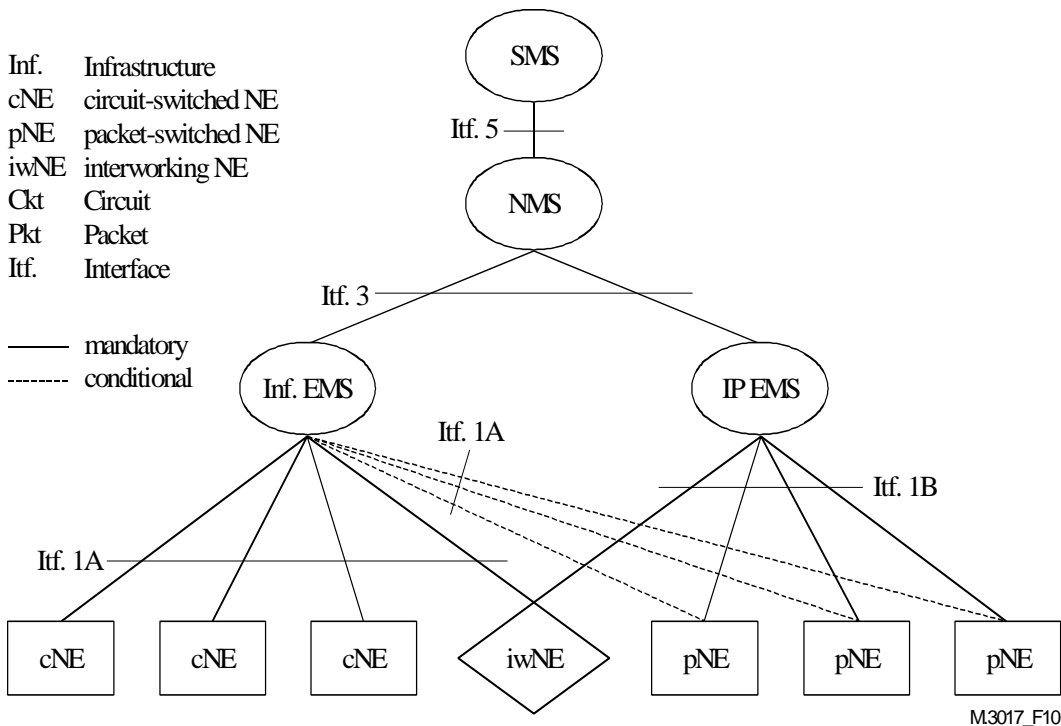 SMS
Inf. Infrastructure
cNE circuit-switched NE
pNE packet-switched NE
iwNE interworking NE
Ckt Circuit
Pkt Packet
Itf. Interface
Itf. 5
NMS
Itf. 3
mandatory
conditional
Inf. EMS
IP EMS
Itf. 1A
Itf. 1B
Itf. 1A
cNE
cNE
cNE
iwNE
pNE
pNE
pNE
M.3017_F10